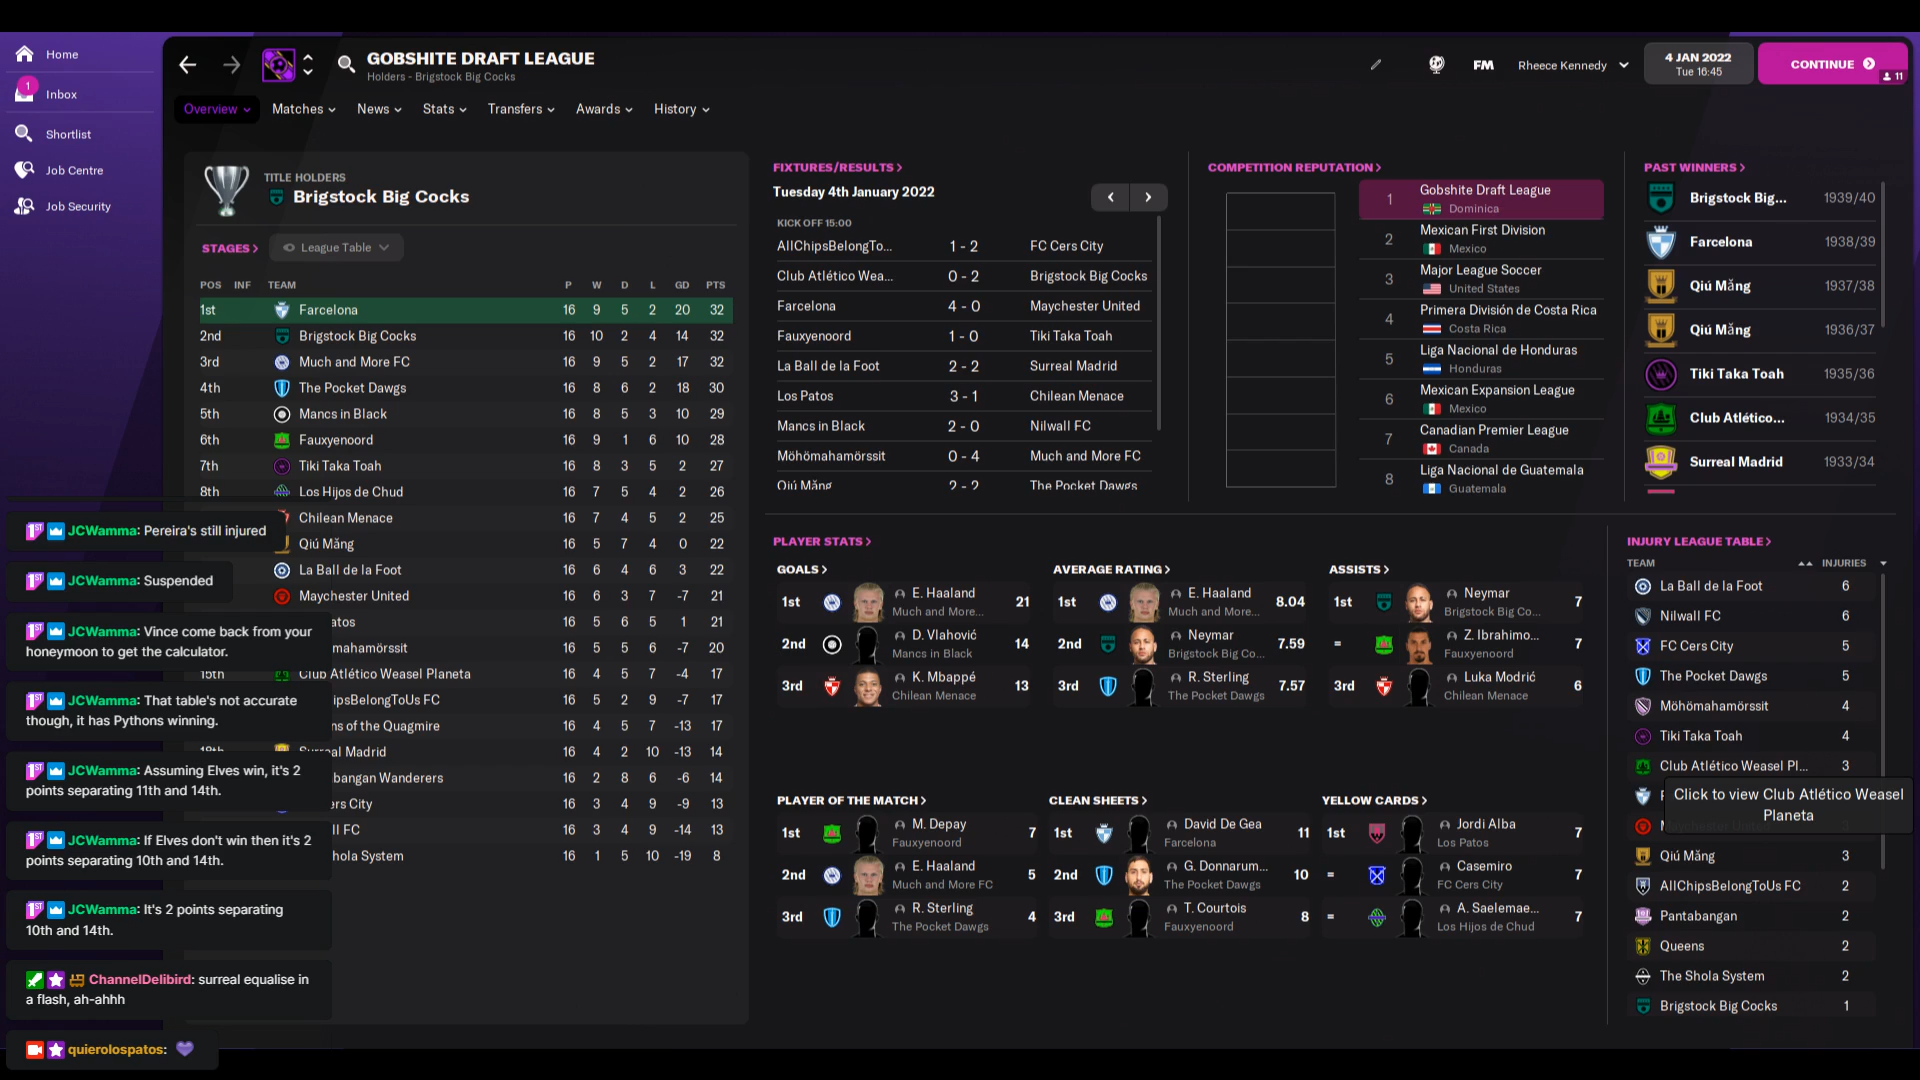 Home
1
Inbox
Shortlist
Job Centre
Job Security
GOBSHITE DRAFT LEAGUE
Holders - Brigstock Big Cocks
FM
Rheece Kennedy
4 JAN 2022
Tue 16:45
CONTINUE
11
Overview
Matches
News
Stats
Transfers
Awards
History
TITLE HOLDERS
Brigstock Big Cocks
STAGES >
League Table
POS INF TEAM P W D L GD PTS
1st Farcelona 16 9 5 2 20 32
2nd Brigstock Big Cocks 16 10 2 4 14 32
3rd Much and More FC 16 9 5 2 17 32
4th The Pocket Dawgs 16 8 6 2 18 30
5th Mancs in Black 16 8 5 3 10 29
6th Fauxyenoord 16 9 1 6 10 28
7th Tiki Taka Toah 16 8 3 5 2 27
8th Los Hijos de Chud 16 7 5 4 2 26
Chilean Menace 16 7 4 5 2 25
Qiú Mǎng 16 5 7 4 0 22
La Ball de la Foot 16 6 4 6 3 22
Maychester United 16 6 3 7 -7 21
atos 16 5 6 5 1 21
mahamörssit 16 5 5 6 -7 20
15th Club Atlético Weasel Planeta 16 4 5 7 -4 17
ipsBelongToUs FC 16 5 2 9 -7 17
ns of the Quagmire 16 4 5 7 -13 17
18th Surreal Madrid 16 4 2 10 -13 14
bangan Wanderers 16 2 8 6 -6 14
ers City 16 3 4 9 -9 13
ll FC 16 3 4 9 -14 13
hola System 16 1 5 10 -19 8
JCWamma: Pereira's still injured
JCWamma: Suspended
JCWamma: Vince come back from your
honeymoon to get the calculator.
JCWamma: That table's not accurate
though, it has Pythons winning.
JCWamma: Assuming Elves win, it's 2
points separating 11th and 14th.
JCWamma: If Elves don't win then it's 2
points separating 10th and 14th.
JCWamma: It's 2 points separating
10th and 14th.
ChannelDelibird: surreal equalise in
a flash, ah-ahhh
quierolospatos:
FIXTURES/RESULTS >
Tuesday 4th January 2022
KICK OFF 15:00
AllChipsBelongTo... 1 - 2 FC Cers City
Club Atlético Wea... 0 - 2 Brigstock Big Cocks
Farcelona 4 - 0 Maychester United
Fauxyenoord 1 - 0 Tiki Taka Toah
La Ball de la Foot 2 - 2 Surreal Madrid
Los Patos 3 - 1 Chilean Menace
Mancs in Black 2 - 0 Nilwall FC
Möhömahamörssit 0 - 4 Much and More FC
Qiú Mǎng 2 - 2 The Pocket Dawgs
COMPETITION REPUTATION >
1 Gobshite Draft League
Dominica
2 Mexican First Division
Mexico
3 Major League Soccer
United States
4 Primera División de Costa Rica
Costa Rica
5 Liga Nacional de Honduras
Honduras
6 Mexican Expansion League
Mexico
7 Canadian Premier League
Canada
8 Liga Nacional de Guatemala
Guatemala
PAST WINNERS >
Brigstock Big... 1939/40
Farcelona 1938/39
Qiú Mǎng 1937/38
Qiú Mǎng 1936/37
Tiki Taka Toah 1935/36
Club Atlético... 1934/35
Surreal Madrid 1933/34
PLAYER STATS >
GOALS >
1st E. Haaland 21
Much and More...
2nd D. Vlahović 14
Mancs in Black
3rd K. Mbappé 13
Chilean Menace
AVERAGE RATING >
1st E. Haaland 8.04
Much and More...
2nd Neymar 7.59
Brigstock Big Co...
3rd R. Sterling 7.57
The Pocket Dawgs
ASSISTS >
1st Neymar 7
Brigstock Big Co...
= Z. Ibrahimo... 7
Fauxyenoord
3rd Luka Modrić 6
Chilean Menace
PLAYER OF THE MATCH >
1st M. Depay 7
Fauxyenoord
2nd E. Haaland 5
Much and More FC
3rd R. Sterling 4
The Pocket Dawgs
CLEAN SHEETS >
1st David De Gea 11
Farcelona
2nd G. Donnarum... 10
The Pocket Dawgs
3rd T. Courtois 8
Fauxyenoord
YELLOW CARDS >
1st Jordi Alba 7
Los Patos
= Casemiro 7
FC Cers City
= A. Saelemae... 7
Los Hijos de Chud
INJURY LEAGUE TABLE >
TEAM INJURIES
La Ball de la Foot 6
Nilwall FC 6
FC Cers City 5
The Pocket Dawgs 5
Möhömahamörssit 4
Tiki Taka Toah 4
Club Atlético Weasel Pl... 3
Click to view Club Atlético Weasel
Planeta
Qiú Mǎng 3
AllChipsBelongToUs FC 2
Pantabangan 2
Queens 2
The Shola System 2
Brigstock Big Cocks 1